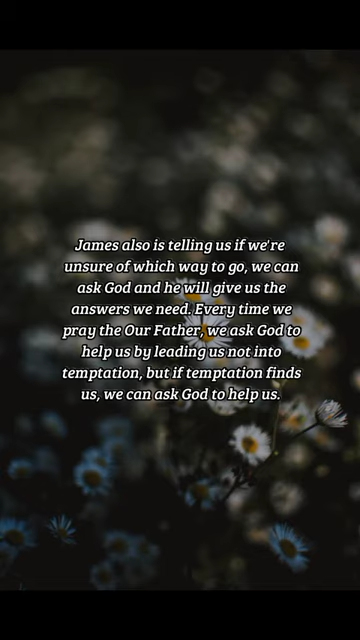 James also is telling us if we're
unsure of which way to go, we can
ask God and he will give us the
answers we need. Every time we
pray the Our Father, we ask God to
help us by leading us not into
temptation, but if temptation finds
us, we can ask God to help us.